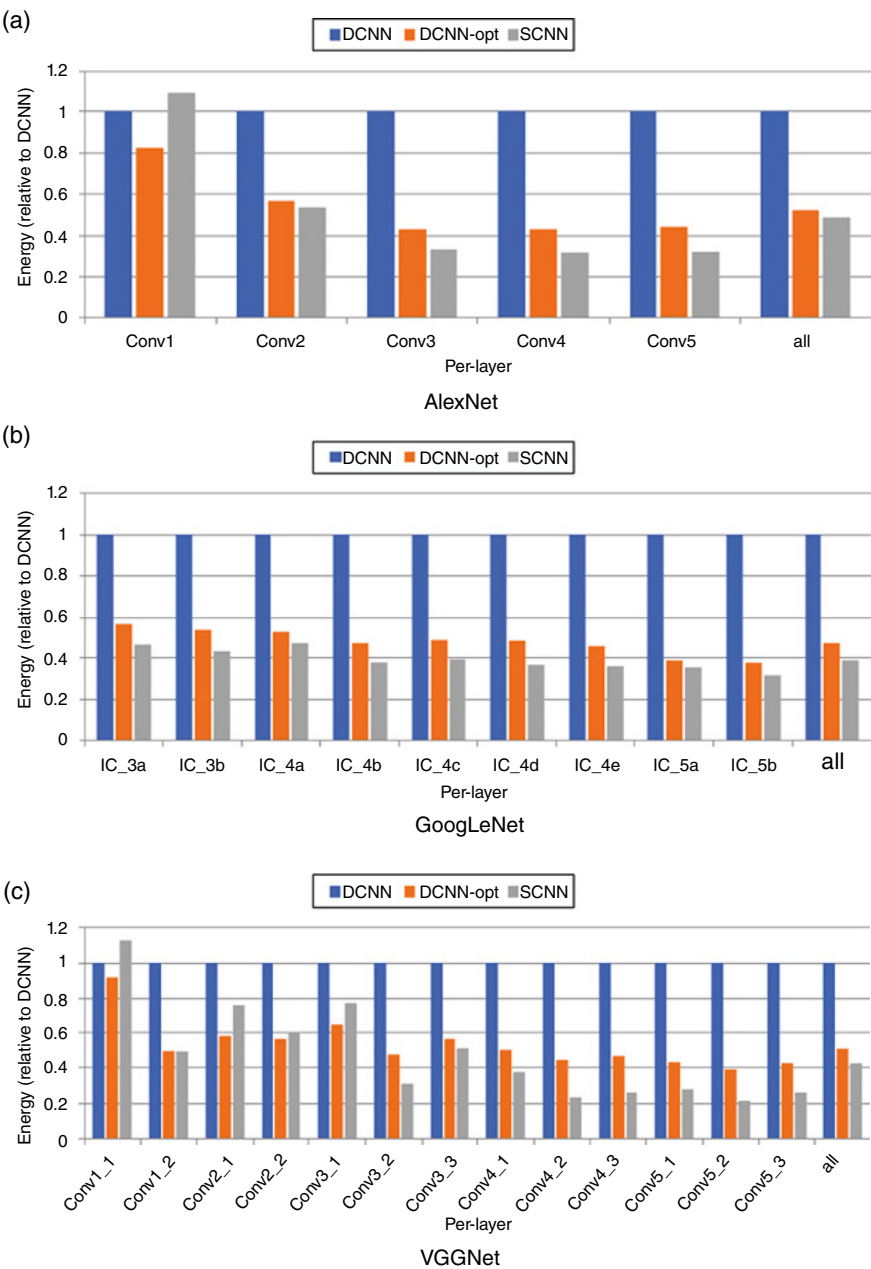 (a)
DCNN DCNN-opt SCNN
Energy (relative to DCNN)
1.2
1
0.8
0.6
0.4
0.2
0
Conv1 Conv2 Conv3 Conv4 Conv5 all
Per-layer
AlexNet
(b)
DCNN DCNN-opt SCNN
Energy (relative to DCNN)
1.2
1
0.8
0.6
0.4
0.2
0
IC_3a IC_3b IC_4a IC_4b IC_4c IC_4d IC_4e IC_5a IC_5b all
Per-layer
GoogLeNet
(c)
DCNN DCNN-opt SCNN
Energy (relative to DCNN)
1.2
1
0.8
0.6
0.4
0.2
0
Conv1_1 Conv1_2 Conv2_1 Conv2_2 Conv3_1 Conv3_2 Conv3_3 Conv4_1 Conv4_2 Conv4_3 Conv5_1 Conv5_2 Conv5_3 all
Per-layer
VGGNet